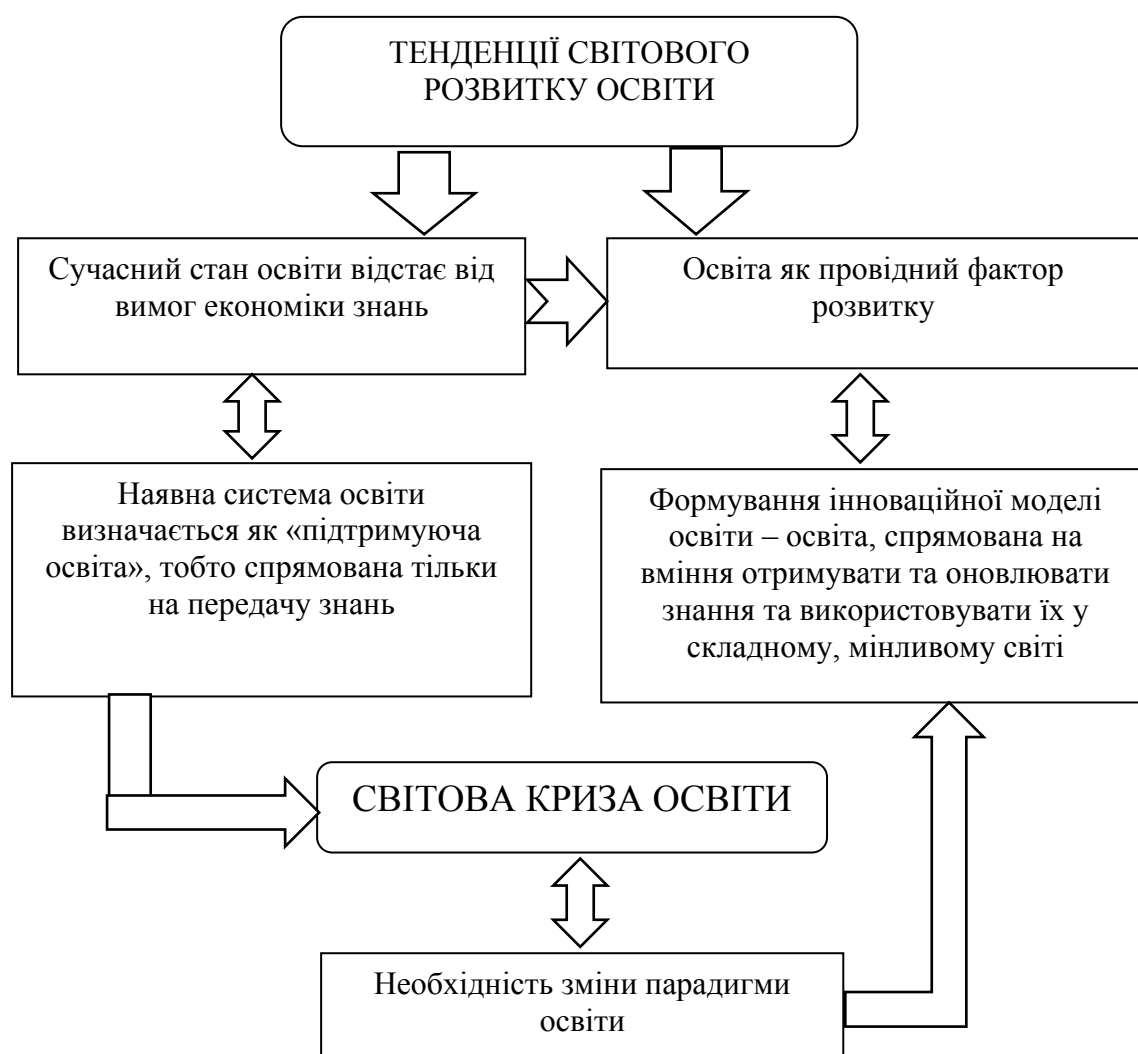 ТЕНДЕНЦІЇ СВІТОВОГО
РОЗВИТКУ ОСВІТИ
Сучасний стан освіти відстає від
вимог економіки знань
Освіта як провідний фактор
розвитку
Наявна система освіти
визначається як «підтримуюча
освіта», тобто спрямована тільки
на передачу знань
Формування інноваційної моделі
освіти – освіта, спрямована на
вміння отримувати та оновлювати
знання та використовувати їх у
складному, мінливому світі
СВІТОВА КРИЗА ОСВІТИ
Необхідність зміни парадигми
освіти